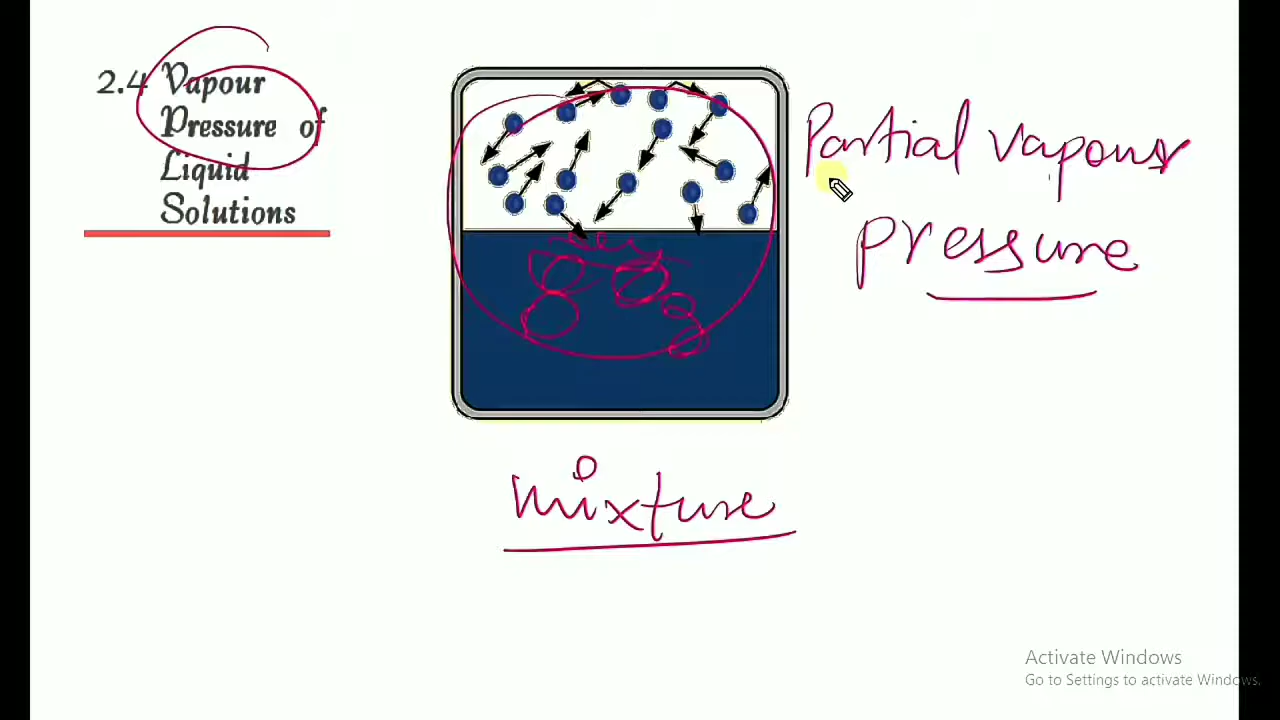 2.4 Vapour
Pressure of
Liquid
Solutions
Partial vapour
pressure
mixture
Activate Windows
Go to Settings to activate Windows.